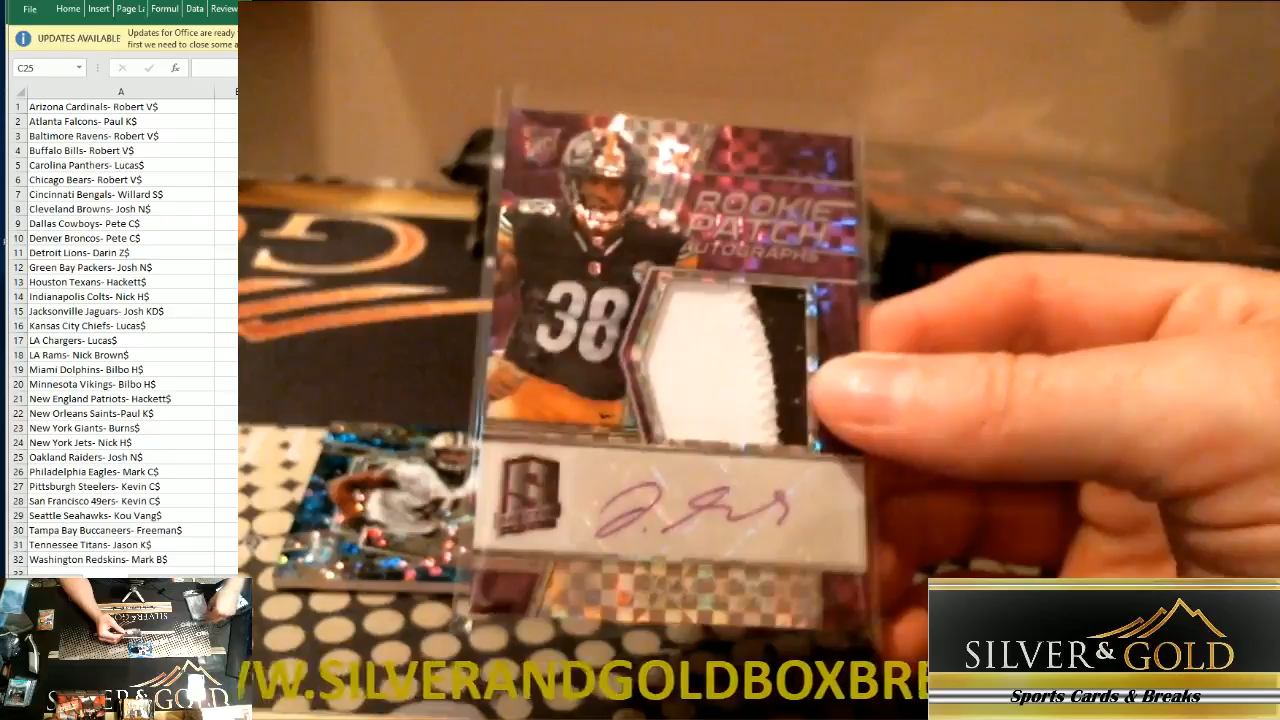 File Home Insert Page La Formul Data Review
UPDATES AVAILABLE Updates for Office are ready
first we need to close some a
C25
fx
A
1 Arizona Cardinals- Robert V$
2 Atlanta Falcons- Paul K$
3 Baltimore Ravens- Robert V$
4 Buffalo Bills- Robert V$
5 Carolina Panthers- Lucas$
6 Chicago Bears- Robert V$
7 Cincinnati Bengals- Willard S$
8 Cleveland Browns- Josh N$
9 Dallas Cowboys- Pete C$
10 Denver Broncos- Pete C$
11 Detroit Lions- Darin Z$
12 Green Bay Packers- Josh N$
13 Houston Texans- Hackett$
14 Indianapolis Colts- Nick H$
15 Jacksonville Jaguars- Josh KD$
16 Kansas City Chiefs- Lucas$
17 LA Chargers- Lucas$
18 LA Rams- Nick Brown$
19 Miami Dolphins- Bilbo H$
20 Minnesota Vikings- Bilbo H$
21 New England Patriots- Hackett$
22 New Orleans Saints-Paul K$
23 New York Giants- Burns$
24 New York Jets- Nick H$
25 Oakland Raiders- Josh N$
26 Philadelphia Eagles- Mark C$
27 Pittsburgh Steelers- Kevin C$
28 San Francisco 49ers- Kevin C$
29 Seattle Seahawks- Kou Vang$
30 Tampa Bay Buccaneers- Freeman$
31 Tennessee Titans- Jason K$
32 Washington Redskins- Mark B$
ROOKIE
PATCH
AUTOGRAPHS
38
SILVER & GOLD
W.SILVERANDGOLDBOXBRE
SILVER & GOLD
Sports Cards & Breaks